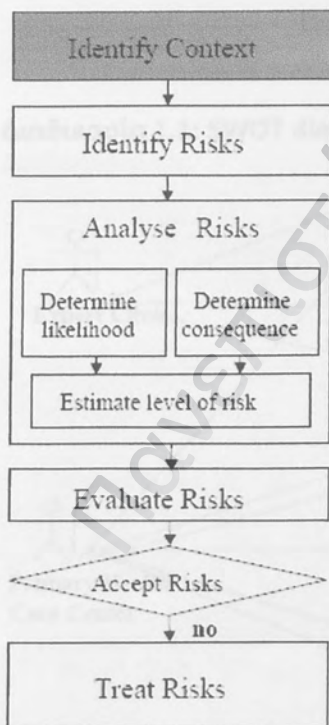 Identify Context
Identify Risks
Analyse Risks
Determine
likelihood
Determine
consequence
Estimate level of risk
Evaluate Risks
Accept Risks
no
Treat Risks